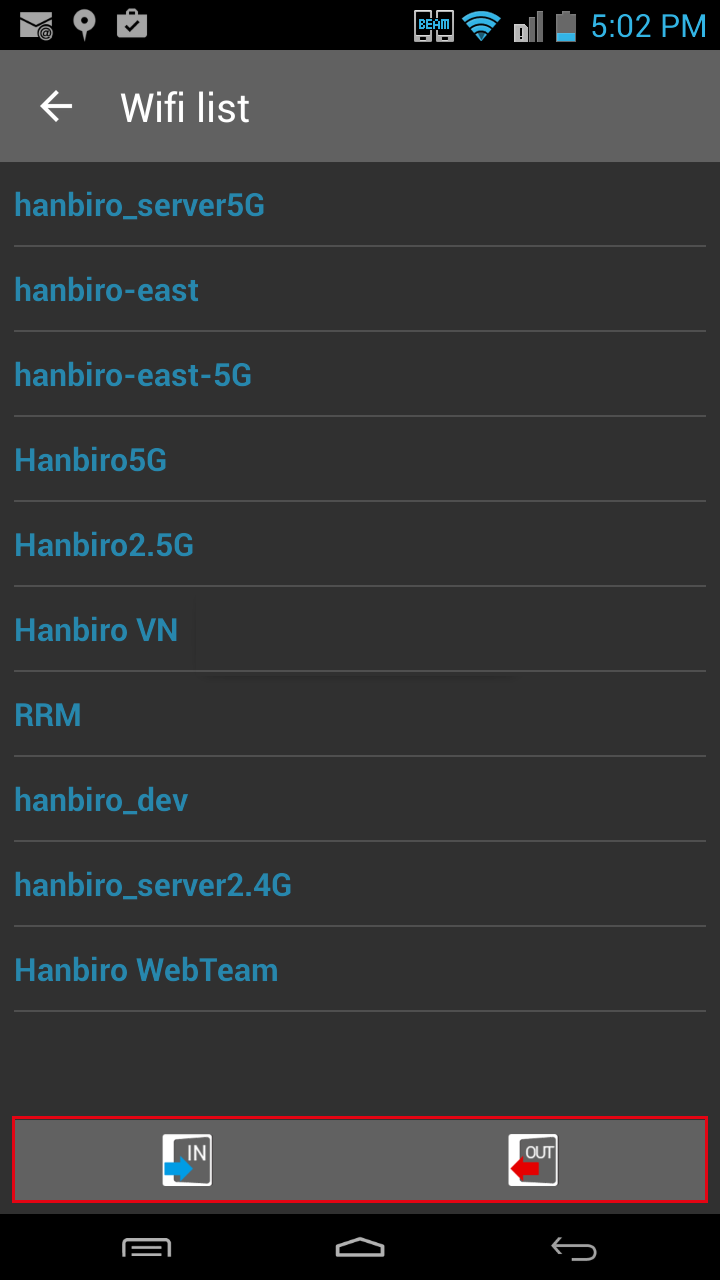 BEAM 5:02 PM
Wifi list
hanbiro_server5G
hanbiro-east
hanbiro-east-5G
Hanbiro5G
Hanbiro2.5G
Hanbiro VN
RRM
hanbiro_dev
hanbiro_server2.4G
Hanbiro WebTeam
IN OUT